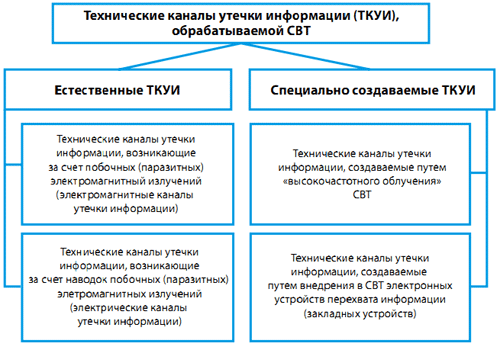 Технические каналы утечки информации (ТКУИ),
обрабатываемой СВТ
Естественные ТКУИ
Технические каналы утечки
информации, возникающие
за счет побочных (паразитных)
электромагнитный излучений
(электромагнитные каналы
утечки информации)
Технические каналы утечки
информации, возникающие
за счет наводок побочных (паразитных)
элетромагнитных излучений
(электрические каналы
утечки информации)
Специально создаваемые ТКУИ
Технические каналы утечки
информации, создаваемые путем
«высокочастотного облучения»
СВТ
Технические каналы утечки
информации, создаваемые
путем внедрения в СВТ электронных
устройств перехвата информации
(закладных устройств)